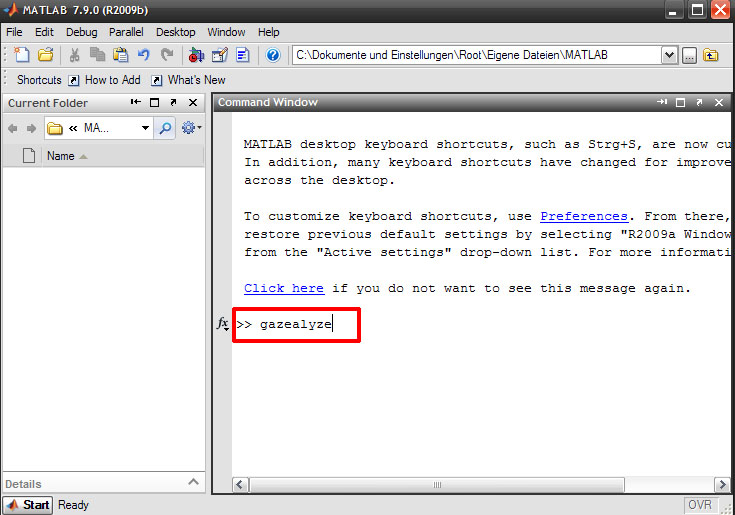 MATLAB 7.9.0 (R2009b)
File Edit Debug Parallel Desktop Window Help
C:\Dokumente und Einstellungen\Root\Eigene Dateien\MATLAB
...
Shortcuts How to Add What's New
Current Folder
« MA...
Name
Details
Command Window
MATLAB desktop keyboard shortcuts, such as Strg+S, are now cu
In addition, many keyboard shortcuts have changed for improve
across the desktop.
To customize keyboard shortcuts, use Preferences. From there,
restore previous default settings by selecting "R2009a Window
from the "Active settings" drop-down list. For more informati
Click here if you do not want to see this message again.
fx >> gazealyze
Start Ready
OVR